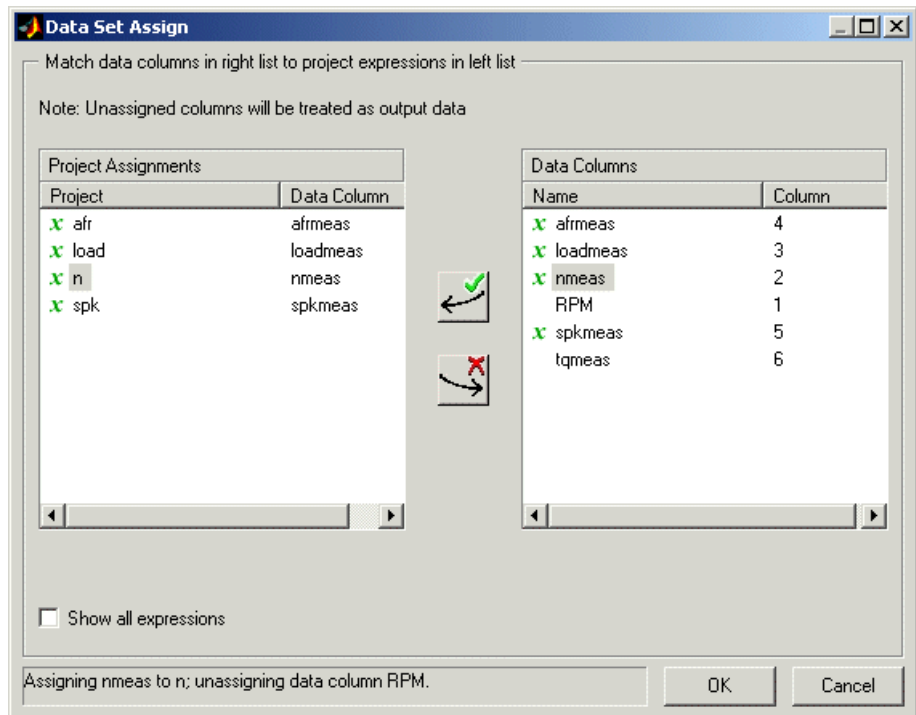 Data Set Assign
Match data columns in right list to project expressions in left list
Note: Unassigned columns will be treated as output data
Project Assignments
Project Data Column
x afr afrmeas
x load loadmeas
x n nmeas
x spk spkmeas
Data Columns
Name Column
x afrmeas 4
x loadmeas 3
x nmeas 2
RPM 1
x spkmeas 5
tqmeas 6
Show all expressions
Assigning nmeas to n; unassigning data column RPM.
OK
Cancel